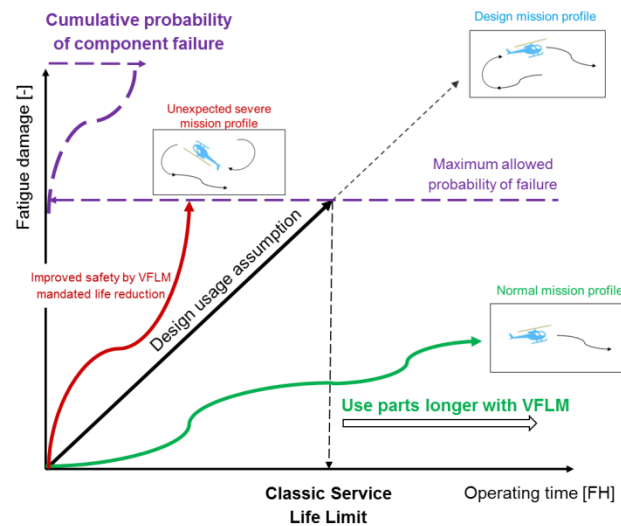 Cumulative probability
of component failure
Design mission profile
Unexpected severe
mission profile
Fatigue damage [-]
Maximum allowed
probability of failure
Improved safety by VFLM
mandated life reduction
Design usage assumption
Normal mission profile
Use parts longer with VFLM
Classic Service
Life Limit
Operating time [FH]